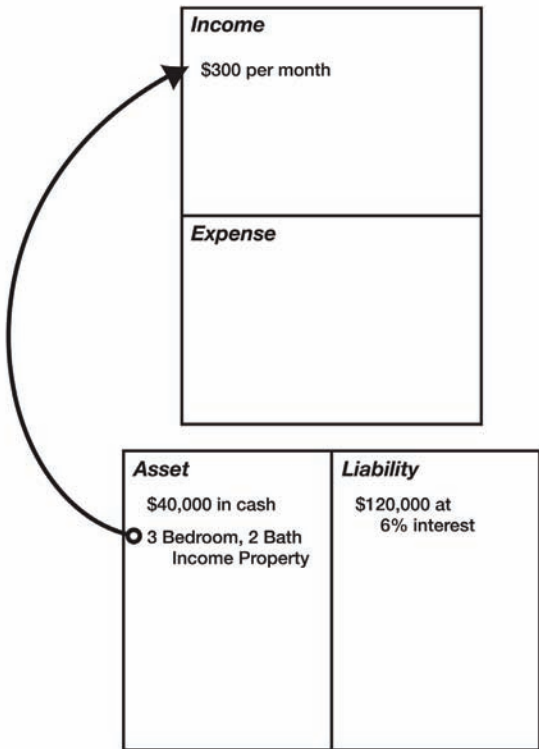 Income
$300 per month
Expense
Asset
$40,000 in cash
3 Bedroom, 2 Bath
Income Property
Liability
$120,000 at
6% interest